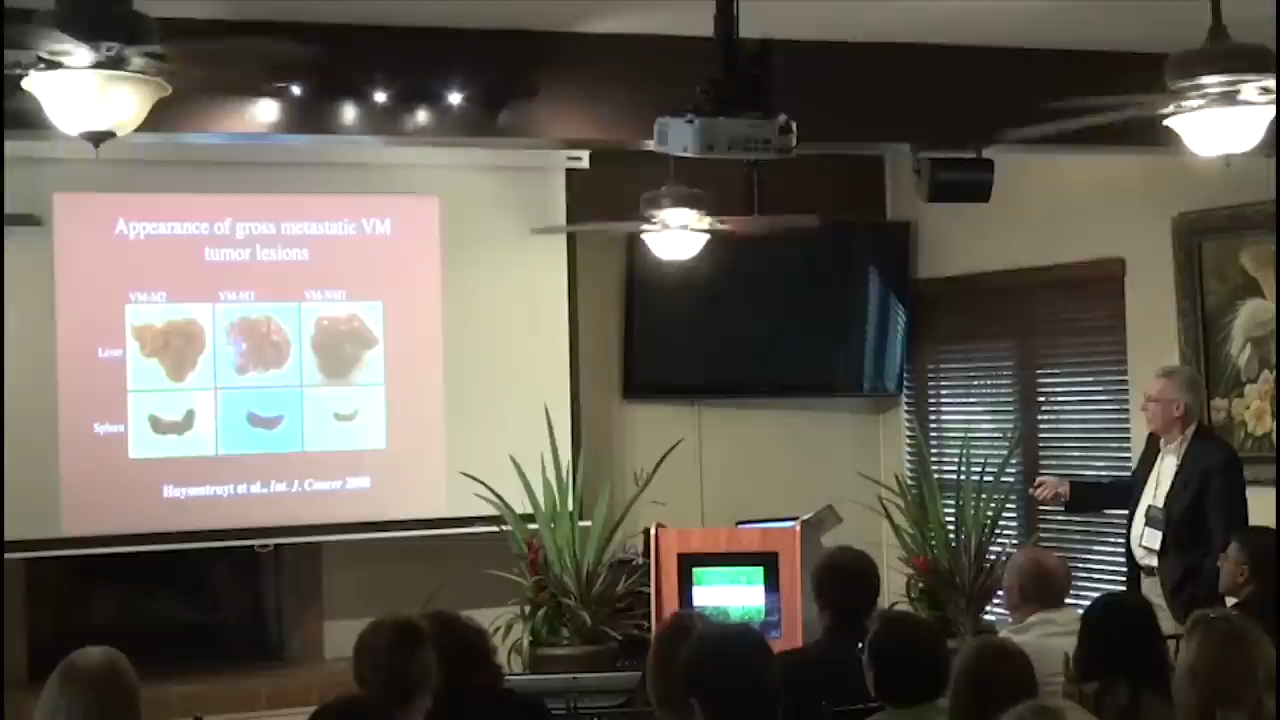 Appearance of gross metastatic VM
tumor lesions
VM-M2 VM-M3 VM-NM1
Liver
Spleen
Huysentruyt et al., Int. J. Cancer 2008